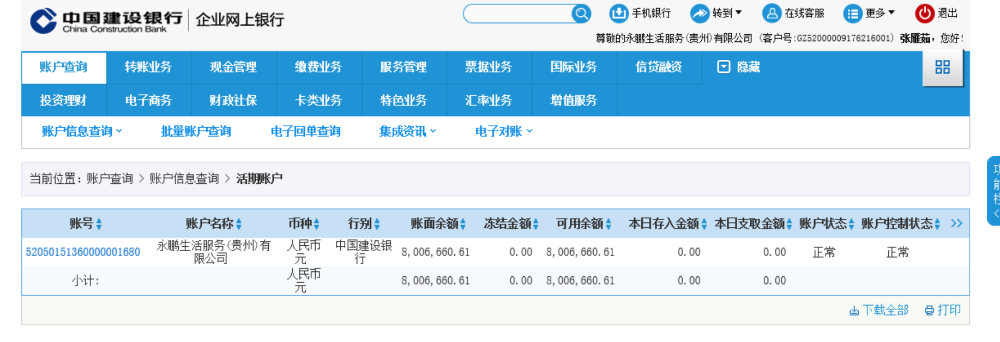 中国建设银行 企业网上银行
China Construction Bank
手机银行 转到 在线客服 更多 退出
尊敬的永鹏生活服务(贵州)有限公司 (客户号:GZ52000009176216001) 张雁茹, 您好!
账户查询 转账业务 现金管理 缴费业务 服务管理 票据业务 国际业务 信贷融资 隐藏
投资理财 电子商务 财政社保 卡类业务 特色业务 汇率业务 增值服务
账户信息查询 批量账户查询 电子回单查询 集成资讯 电子对账
当前位置: 账户查询 > 账户信息查询 > 活期账户
功能栏
账号 账户名称 币种 行别 账面余额 冻结金额 可用余额 本日存入金额 本日支取金额 账户状态 账户控制状态 >>
52050151360000001680 永鹏生活服务(贵州)有限公司 人民币元 中国建设银行 8,006,660.61 0.00 8,006,660.61 0.00 0.00 正常 正常
小计: 人民币元 8,006,660.61 0.00 8,006,660.61 0.00 0.00
下载全部 打印